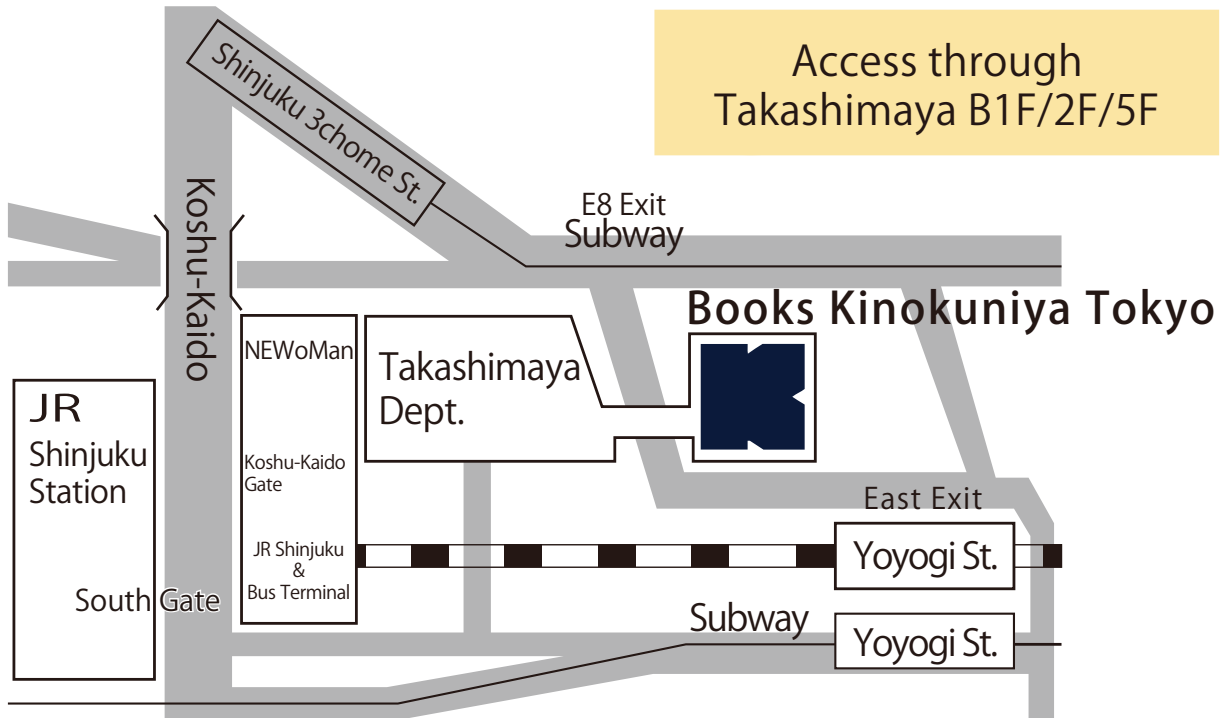 Access through
Takashimaya B1F/2F/5F
Shinjuku 3chome St.
Koshu-Kaido
E8 Exit
Subway
Books Kinokuniya Tokyo
NEWoMan
Takashimaya
Dept.
JR
Shinjuku
Station
Koshu-Kaido
Gate
JR Shinjuku
&
Bus Terminal
South Gate
East Exit
Yoyogi St.
Subway
Yoyogi St.